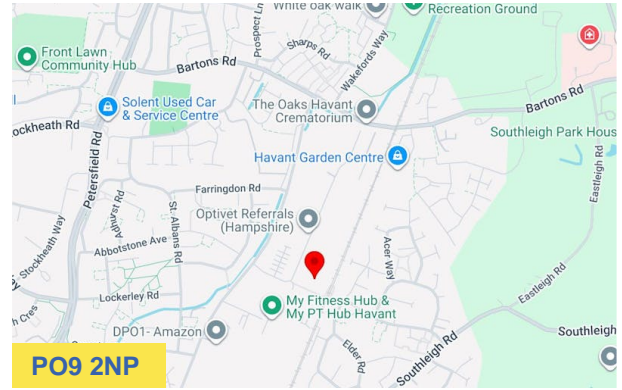 White oak walk
Recreation Ground
Prospect Ln
Sharps Rd
Wakefords Way
Front Lawn
Community Hub
Bartons Rd
Solent Used Car
& Service Centre
The Oaks Havant
Crematorium
Bartons Rd
ockheath Rd
Petersfield Rd
Southleigh Park Hous
Havant Garden Centre
Eastleigh Rd
Farringdon Rd
Adhurst Rd
St. Albans Rd
Optivet Referrals
(Hampshire)
Stockheath Way
Abbotstone Ave
Acer Way
Eastleigh Rd
Lockerley Rd
My Fitness Hub &
My PT Hub Havant
DPO1- Amazon
Elder Rd
Southleigh Rd
Southleigh
PO9 2NP